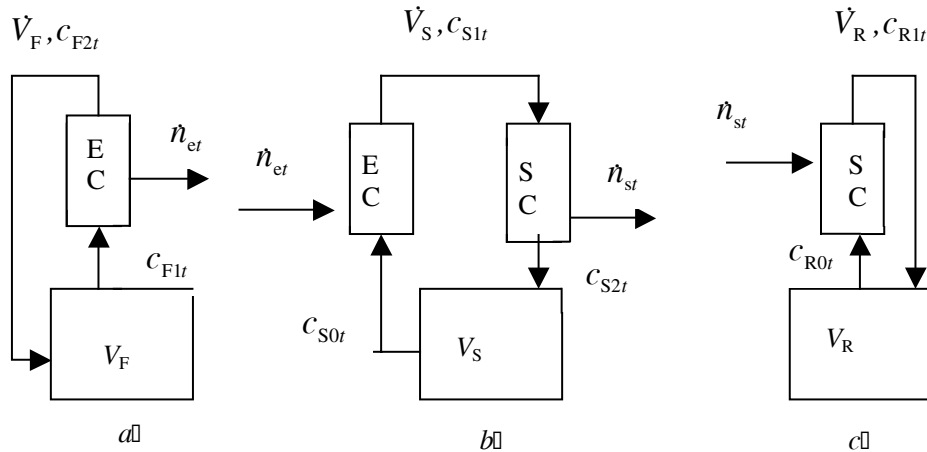 V̇F, cF2t
V̇S, cS1t
V̇R, cR1t
E
C
ṅet
ṅet
E
C
S
C
ṅst
ṅst
S
C
cF1t
cS0t
cS2t
cR0t
VF
VS
VR
a▯
b▯
c▯